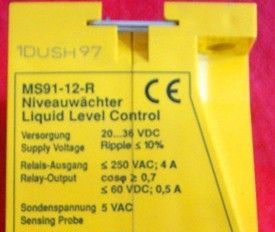 1DUSH97
MS91-12-R
Niveauwächter
Liquid Level Control
Versorgung 20...36 VDC
Supply Voltage Ripple ≤ 10%
Relais-Ausgang ≤ 250 VAC; 4 A
Relay-Output cosφ ≥ 0,7
≤ 60 VDC; 0,5 A
Sondenspannung 5 VAC
Sensing Probe
CE